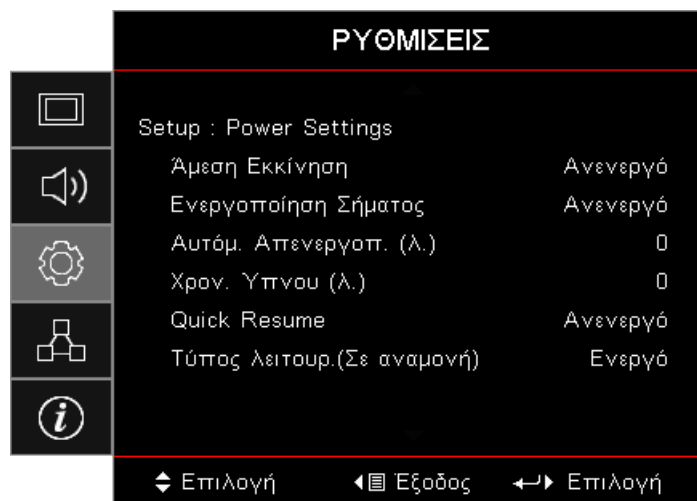 ΡΥΘΜΙΣΕΙΣ
Setup : Power Settings
Άμεση Εκκίνηση Ανενεργό
Ενεργοποίηση Σήματος Ανενεργό
Αυτόμ. Απενεργοπ. (λ.) 0
Χρον. Υπνου (λ.) 0
Quick Resume Ανενεργό
Τύπος λειτουρ.(Σε αναμονή) Ενεργό
Επιλογή Έξοδος Επιλογή